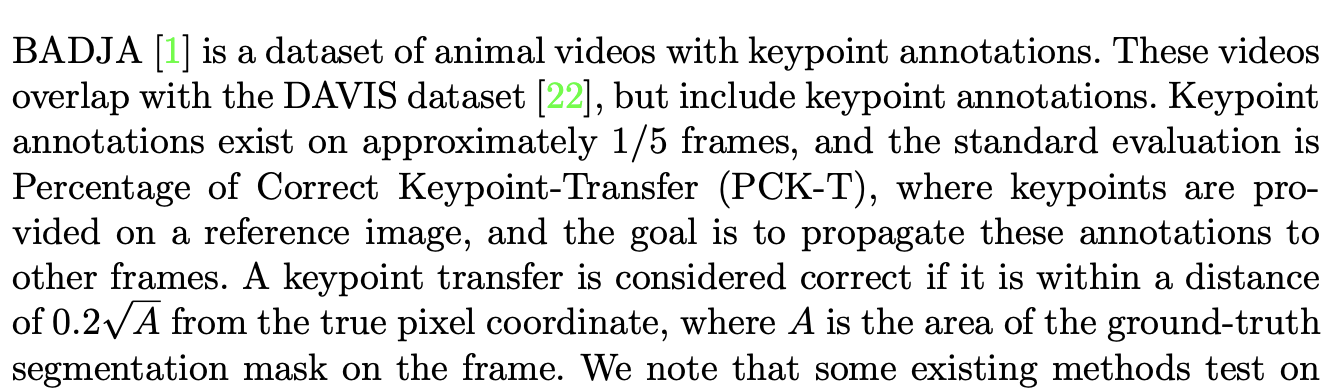 BADJA [1] is a dataset of animal videos with keypoint annotations. These videos
overlap with the DAVIS dataset [22], but include keypoint annotations. Keypoint
annotations exist on approximately 1/5 frames, and the standard evaluation is
Percentage of Correct Keypoint-Transfer (PCK-T), where keypoints are pro-
vided on a reference image, and the goal is to propagate these annotations to
other frames. A keypoint transfer is considered correct if it is within a distance
of 0.2√A from the true pixel coordinate, where A is the area of the ground-truth
segmentation mask on the frame. We note that some existing methods test on